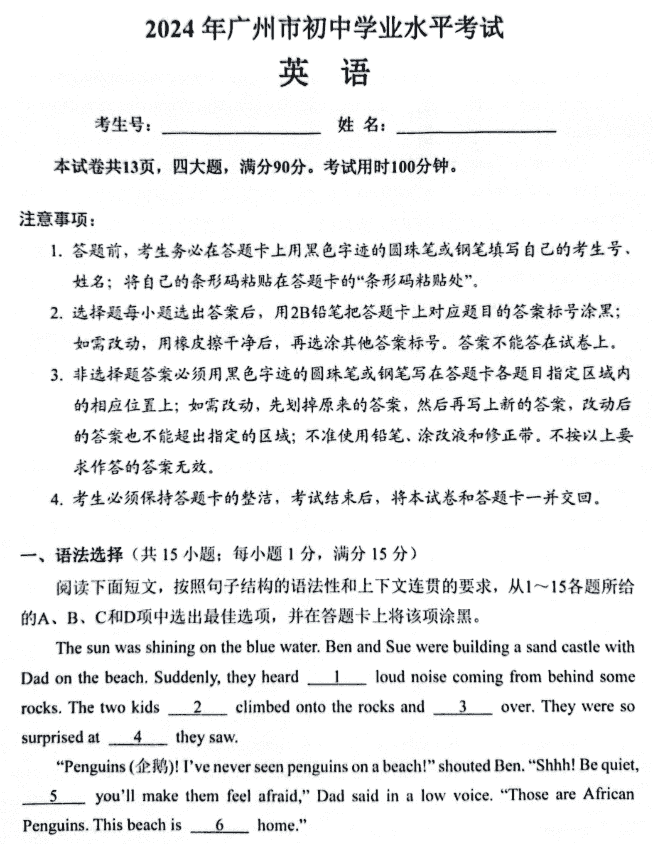 2024 年广州市初中学业水平考试
英 语
考生号：__________ 姓 名：__________
本试卷共13页，四大题，满分90分。考试用时100分钟。
注意事项：
1. 答题前，考生务必在答题卡上用黑色字迹的圆珠笔或钢笔填写自己的考生号、
姓名；将自己的条形码粘贴在答题卡的“条形码粘贴处”。
2. 选择题每小题选出答案后，用2B铅笔把答题卡上对应题目的答案标号涂黑；
如需改动，用橡皮擦干净后，再选涂其他答案标号。答案不能答在试卷上。
3. 非选择题答案必须用黑色字迹的圆珠笔或钢笔写在答题卡各题目指定区域内
的相应位置上；如需改动，先划掉原来的答案，然后再写上新的答案，改动后
的答案也不能超出指定的区域；不准使用铅笔、涂改液和修正带。不按以上要
求作答的答案无效。
4. 考生必须保持答题卡的整洁，考试结束后，将本试卷和答题卡一并交回。
一、语法选择（共 15 小题；每小题 1 分，满分 15 分）
阅读下面短文，按照句子结构的语法性和上下文连贯的要求，从1～15各题所给
的A、B、C和D项中选出最佳选项，并在答题卡上将该项涂黑。
The sun was shining on the blue water. Ben and Sue were building a sand castle with
Dad on the beach. Suddenly, they heard __1__ loud noise coming from behind some
rocks. The two kids __2__ climbed onto the rocks and __3__ over. They were so
surprised at __4__ they saw.
“Penguins (企鹅)! I’ve never seen penguins on a beach!” shouted Ben. “Shhh! Be quiet,
__5__ you’ll make them feel afraid,” Dad said in a low voice. “Those are African
Penguins. This beach is __6__ home.”